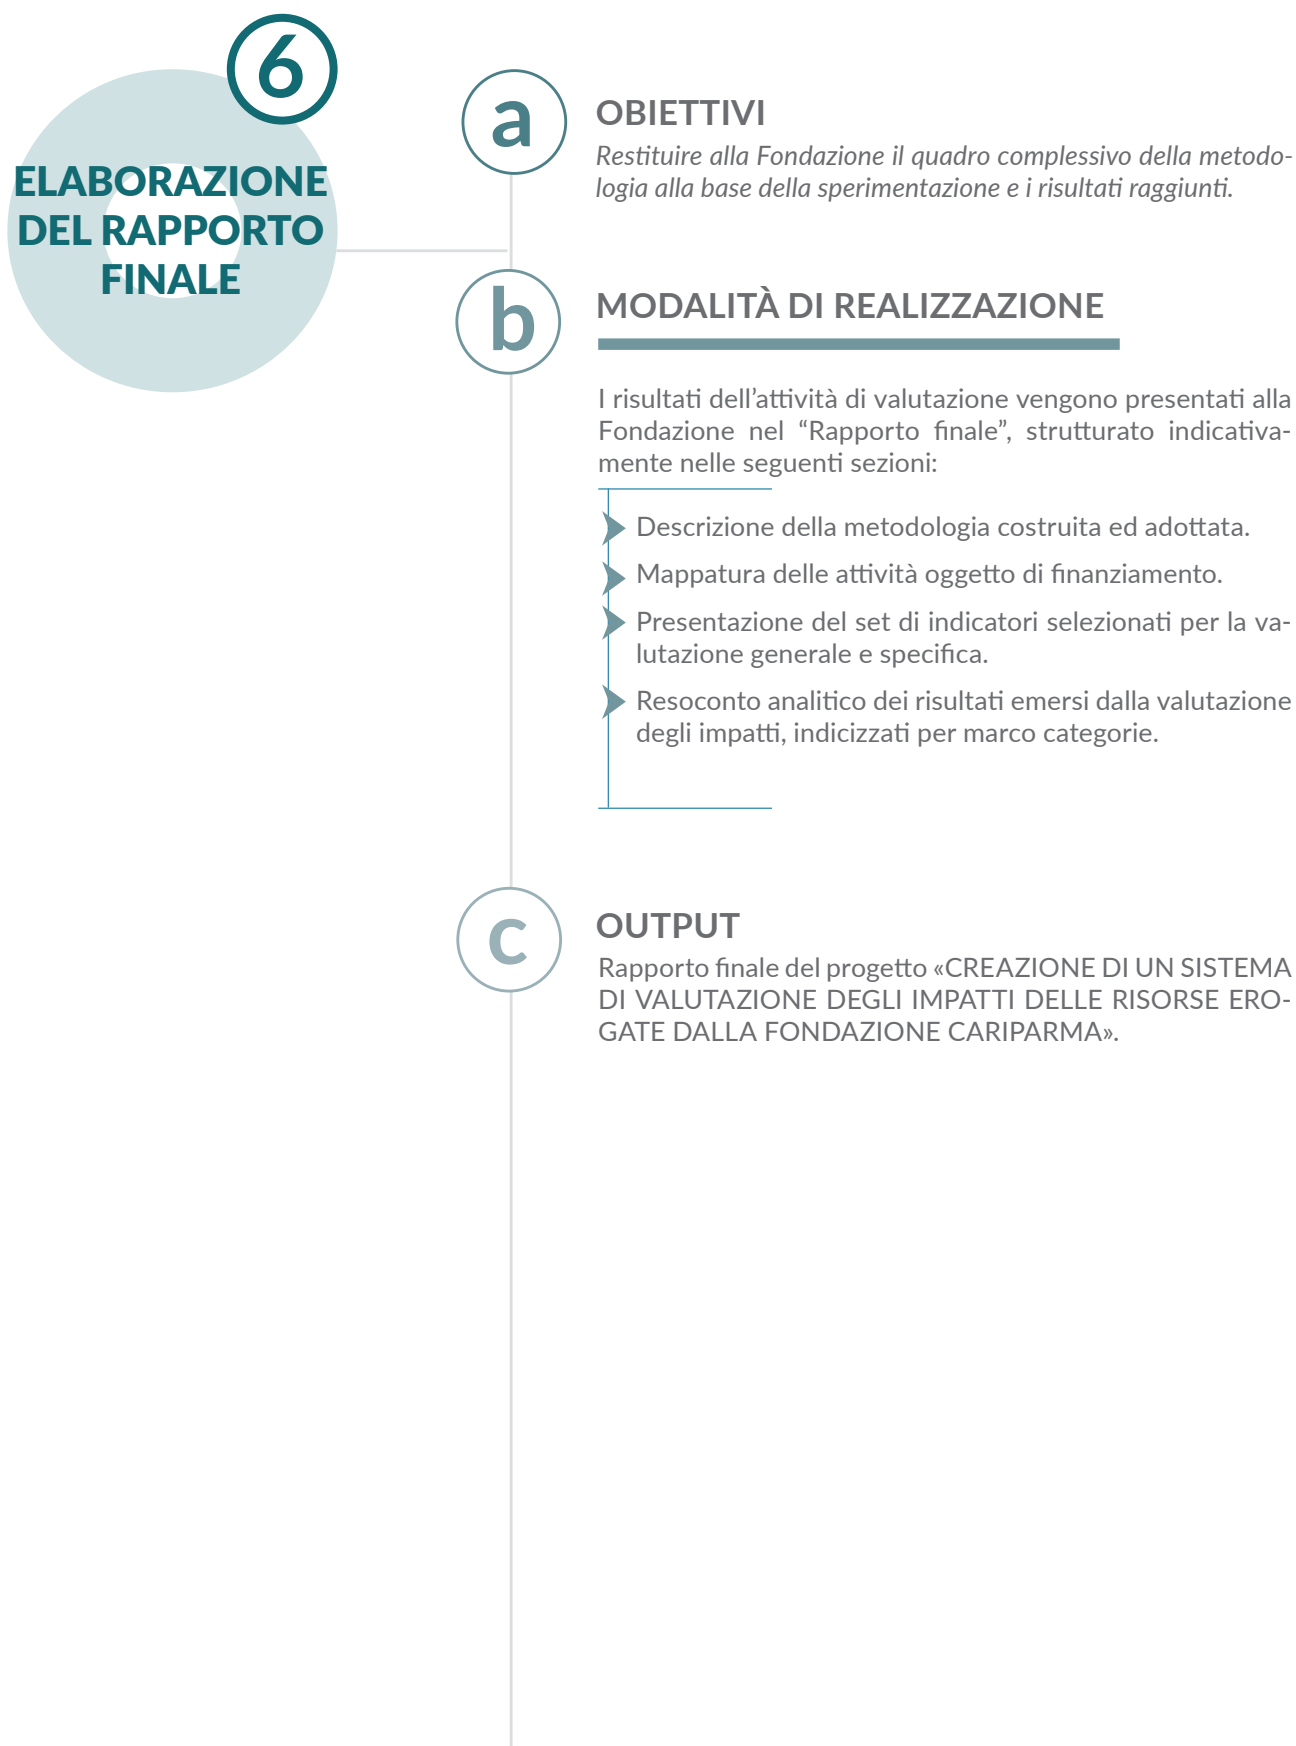 6
ELABORAZIONE
DEL RAPPORTO
FINALE
a
OBIETTIVI
Restituire alla Fondazione il quadro complessivo della metodo-
logia alla base della sperimentazione e i risultati raggiunti.
b
MODALITÀ DI REALIZZAZIONE
I risultati dell’attività di valutazione vengono presentati alla
Fondazione nel “Rapporto finale”, strutturato indicativa-
mente nelle seguenti sezioni:
Descrizione della metodologia costruita ed adottata.
Mappatura delle attività oggetto di finanziamento.
Presentazione del set di indicatori selezionati per la va-
lutazione generale e specifica.
Resoconto analitico dei risultati emersi dalla valutazione
degli impatti, indicizzati per marco categorie.
c
OUTPUT
Rapporto finale del progetto «CREAZIONE DI UN SISTEMA
DI VALUTAZIONE DEGLI IMPATTI DELLE RISORSE ERO-
GATE DALLA FONDAZIONE CARIPARMA».